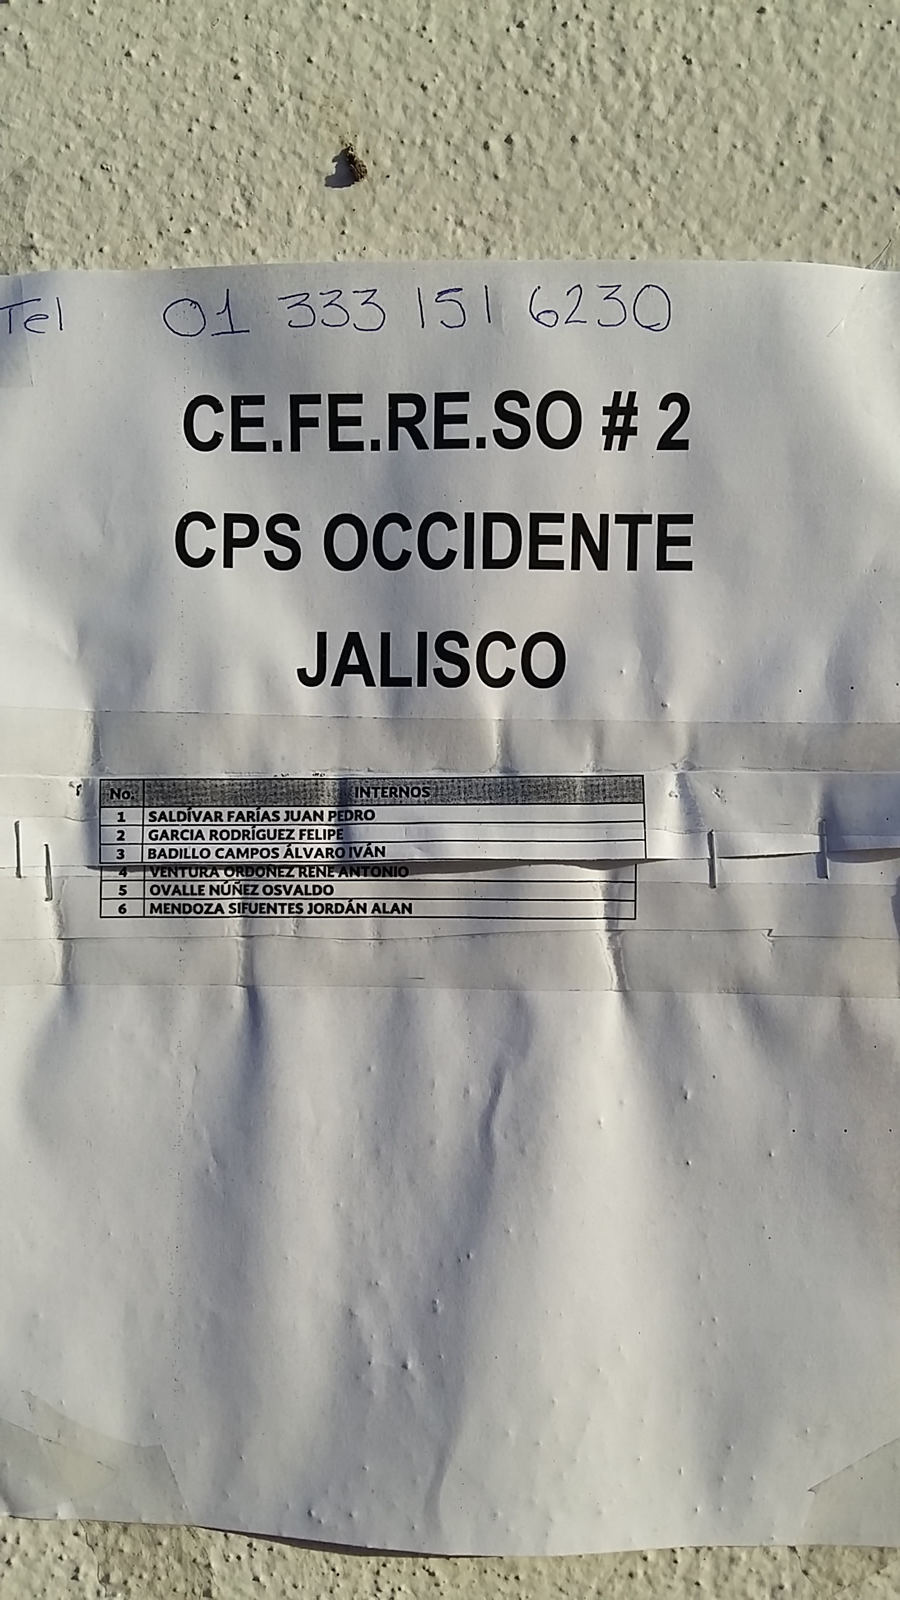 Tel 01 333 151 6230
CE.FE.RE.SO # 2
CPS OCCIDENTE
JALISCO
No. INTERNOS
1 SALDÍVAR FARÍAS JUAN PEDRO
2 GARCIA RODRÍGUEZ FELIPE
3 BADILLO CAMPOS ÁLVARO IVÁN
4 VENTURA ORDOÑEZ RENE ANTONIO
5 OVALLE NÚÑEZ OSVALDO
6 MENDOZA SIFUENTES JORDÁN ALAN